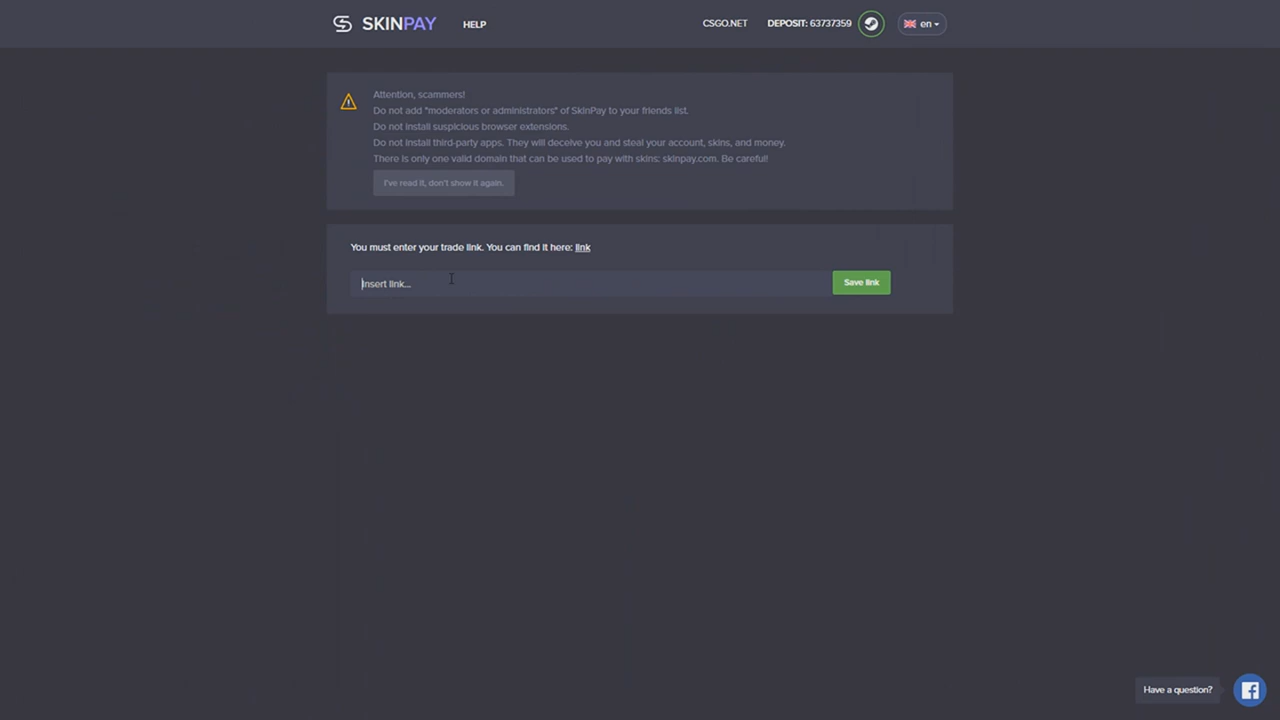 SKINPAY
HELP
CSGO.NET
DEPOSIT: 63737359
en
Attention, scammers!
Do not add "moderators or administrators" of SkinPay to your friends list.
Do not install suspicious browser extensions.
Do not install third-party apps. They will deceive you and steal your account, skins, and money.
There is only one valid domain that can be used to pay with skins: skinpay.com. Be careful!
I've read it, don't show it again.
You must enter your trade link. You can find it here: link
Insert link...
Save link
Have a question?